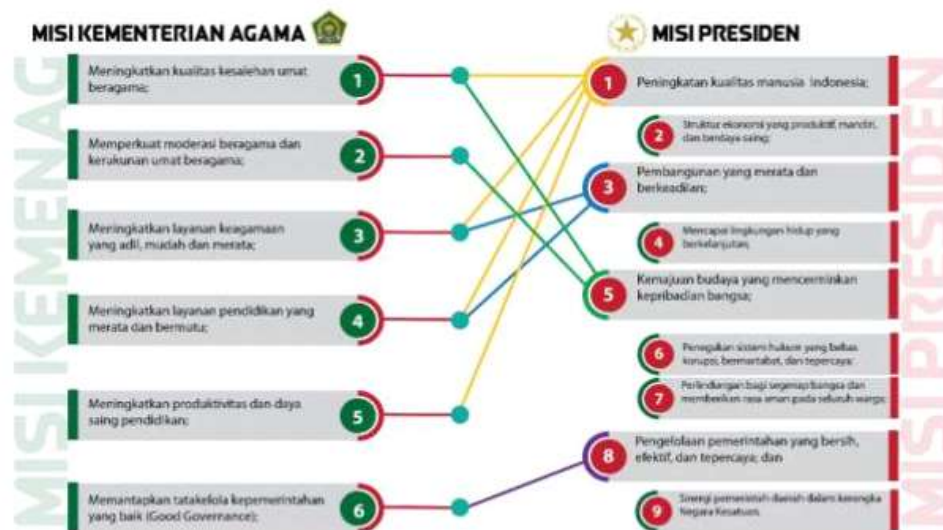 MISI KEMENTERIAN AGAMA
MISI PRESIDEN
MISI KEMENAG
1
Meningkatkan kualitas kesalehan umat
beragama;
2
Memperkuat moderasi beragama dan
kerukunan umat beragama;
3
Meningkatkan layanan keagamaan
yang adil, mudah dan merata;
4
Meningkatkan layanan pendidikan yang
merata dan bermutu;
5
Meningkatkan produktivitas dan daya
saing pendidikan;
6
Memantapkan tatakelola kepemerintahan
yang baik (Good Governance);
1
Peningkatan kualitas manusia Indonesia;
2
Struktur ekonomi yang produktif, mandiri,
dan berdaya saing;
3
Pembangunan yang merata dan
berkeadilan;
4
Mencapai lingkungan hidup yang
berkelanjutan;
5
Kemajuan budaya yang mencerminkan
kepribadian bangsa;
6
Penegakan sistem hukum yang bebas
korupsi, bermartabat, dan tepercaya;
7
Perlindungan bagi segenap bangsa dan
memberikan rasa aman pada seluruh warga;
8
Pengelolaan pemerintahan yang bersih,
efektif, dan tepercaya; dan
9
Sinergi pemerintah daerah dalam kerangka
Negara Kesatuan.
MISI PRESIDEN